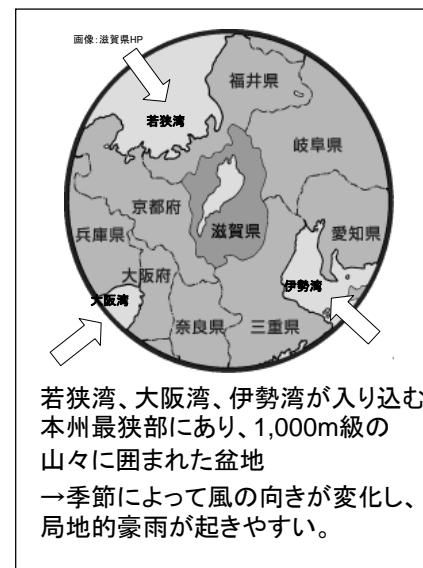 画像：滋賀県HP
福井県
若狭湾
岐阜県
京都府
滋賀県
兵庫県
愛知県
大阪府
伊勢湾
大阪湾
奈良県
三重県
若狭湾、大阪湾、伊勢湾が入り込む
本州最狭部にあり、1,000m級の
山々に囲まれた盆地
→季節によって風の向きが変化し、
局地的豪雨が起きやすい。